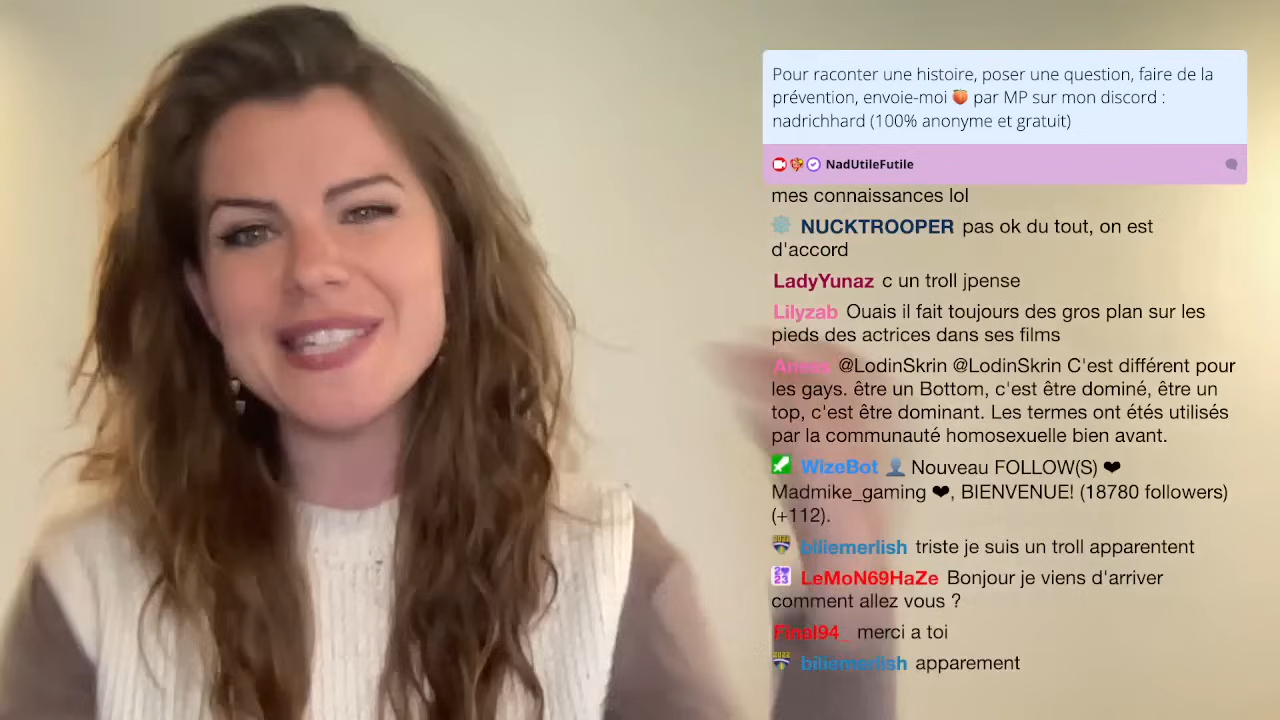 Pour raconter une histoire, poser une question, faire de la
prévention, envoie-moi 🍑 par MP sur mon discord :
nadrichhard (100% anonyme et gratuit)
NadUtileFutile
mes connaissances lol
NUCKTROOPER pas ok du tout, on est
d'accord
LadyYunaz c un troll jpense
Lilyzab Ouais il fait toujours des gros plan sur les
pieds des actrices dans ses films
@LodinSkrin @LodinSkrin C'est différent pour
les gays. être un Bottom, c'est être dominé, être un
top, c'est être dominant. Les termes ont étés utilisés
par la communauté homosexuelle bien avant.
WizeBot 👤 Nouveau FOLLOW(S) ❤
Madmike_gaming ❤, BIENVENUE! (18780 followers)
(+112).
biliemerlish triste je suis un troll apparentent
LeMoN69HaZe Bonjour je viens d'arriver
comment allez vous ?
Final94_ merci a toi
biliemerlish apparement